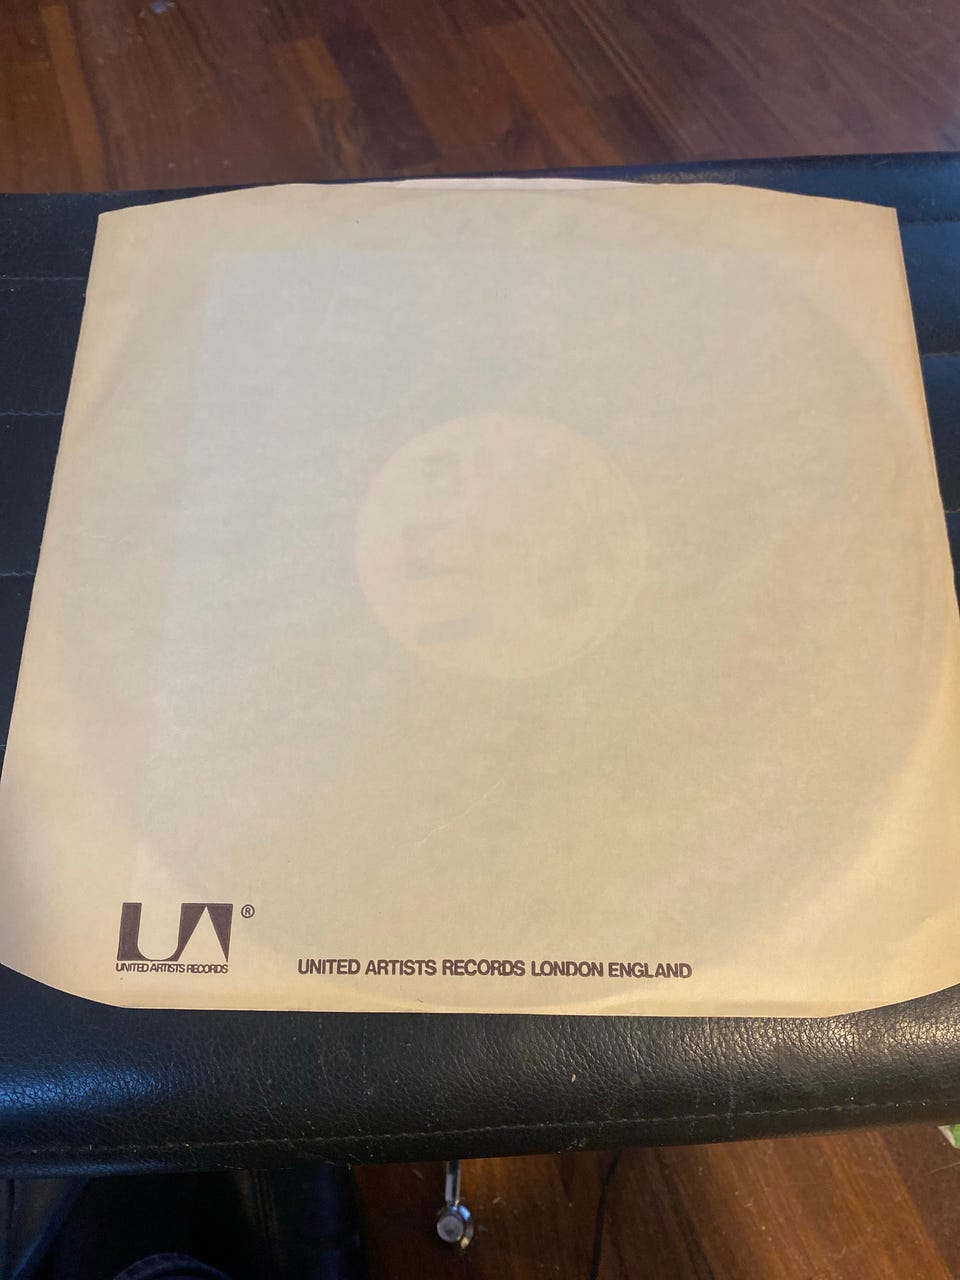 UA®
UNITED ARTISTS RECORDS
UNITED ARTISTS RECORDS LONDON ENGLAND